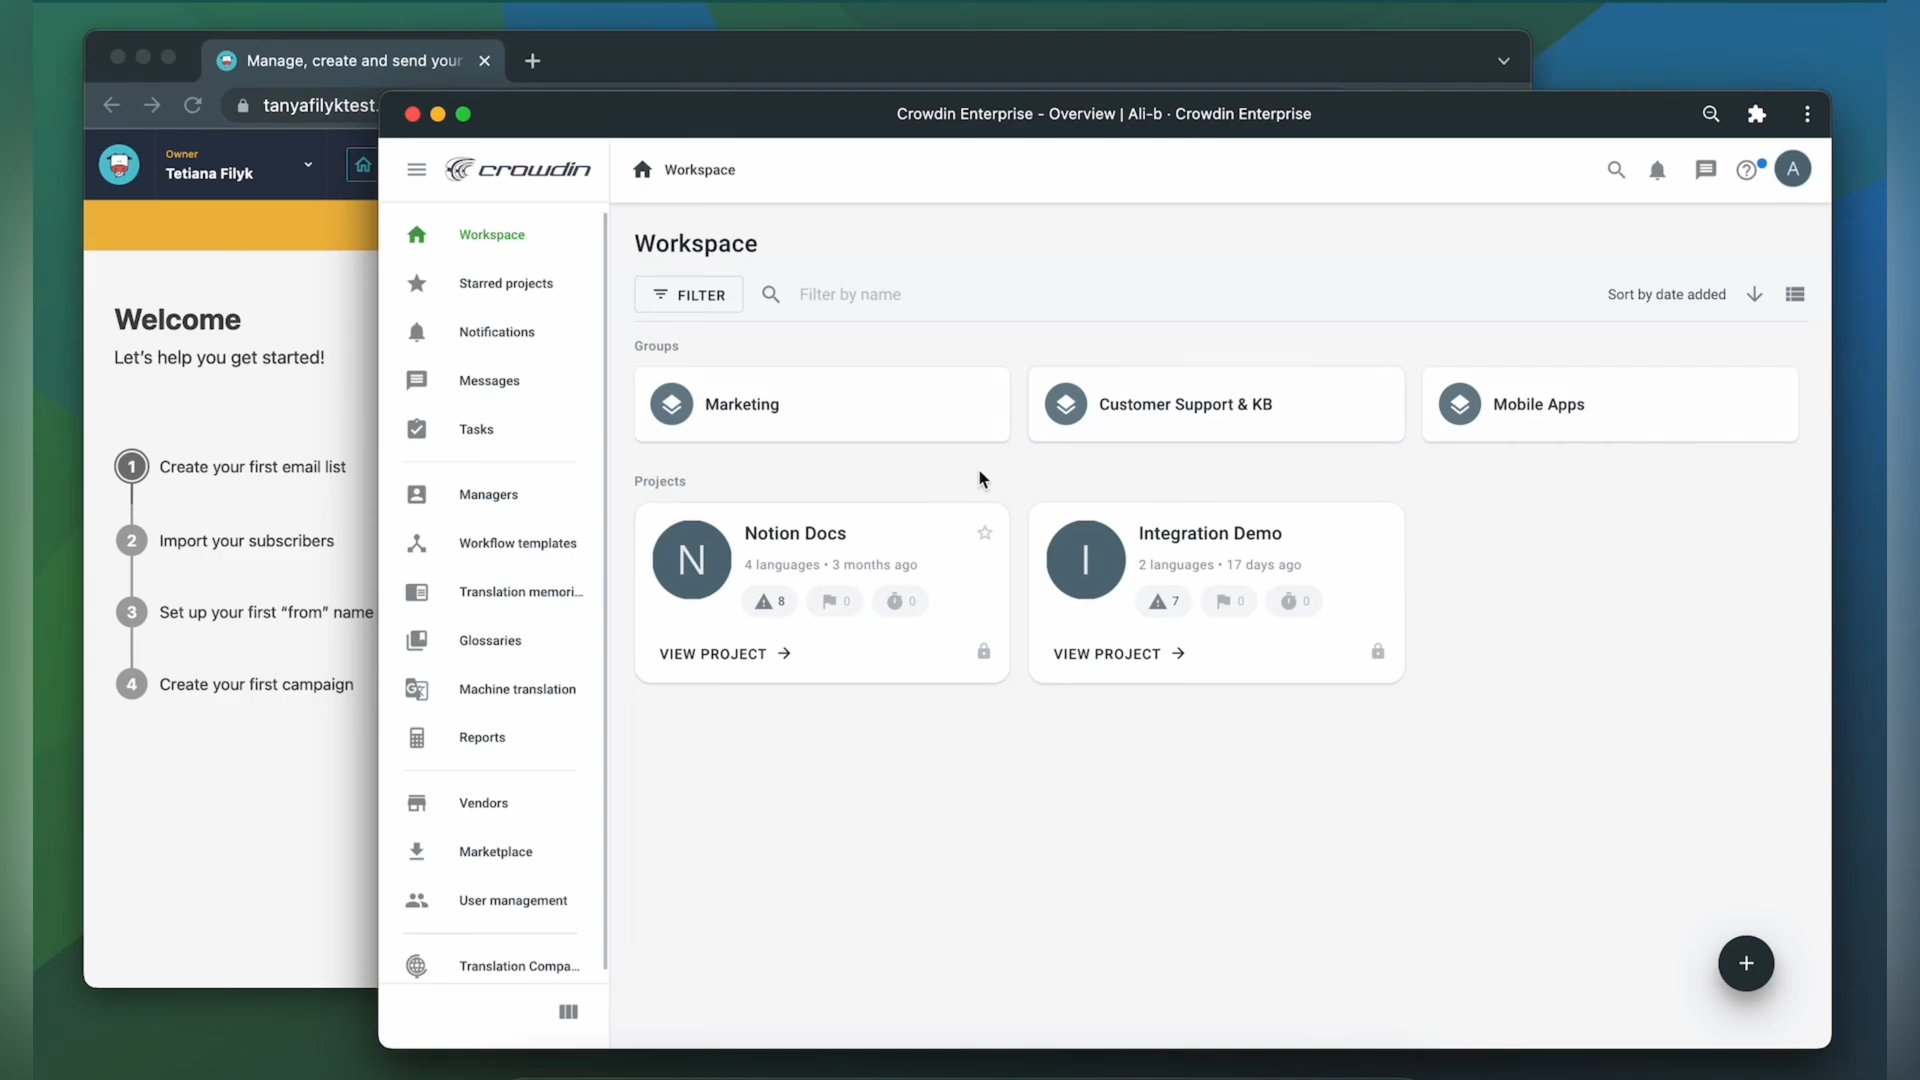 Manage, create and send your
tanyafilyktest.
Owner
Tetiana Filyk
Welcome
Let's help you get started!
1 Create your first email list
2 Import your subscribers
3 Set up your first “from” name
4 Create your first campaign
Crowdin Enterprise - Overview | Ali-b · Crowdin Enterprise
crowdin
Workspace
A
Workspace
Starred projects
Notifications
Messages
Tasks
Managers
Workflow templates
Translation memori...
Glossaries
Machine translation
Reports
Vendors
Marketplace
User management
Translation Compa...
Workspace
FILTER
Filter by name
Sort by date added
Groups
Marketing
Customer Support & KB
Mobile Apps
Projects
N
Notion Docs
4 languages • 3 months ago
8 0 0
VIEW PROJECT
I
Integration Demo
2 languages • 17 days ago
7 0 0
VIEW PROJECT